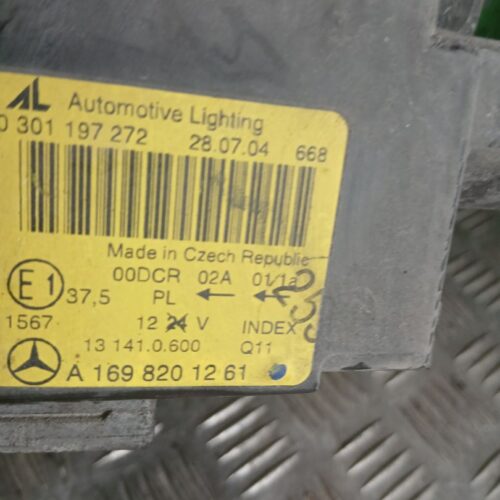 AL Automotive Lighting
0 301 197 272 28.07.04 668
Made in Czech Republic
00DCR 02A 01/1a
E1 37,5 PL ← ←
1567 12 24 V INDEX
13 141.0.600 Q11
A 169 820 12 61